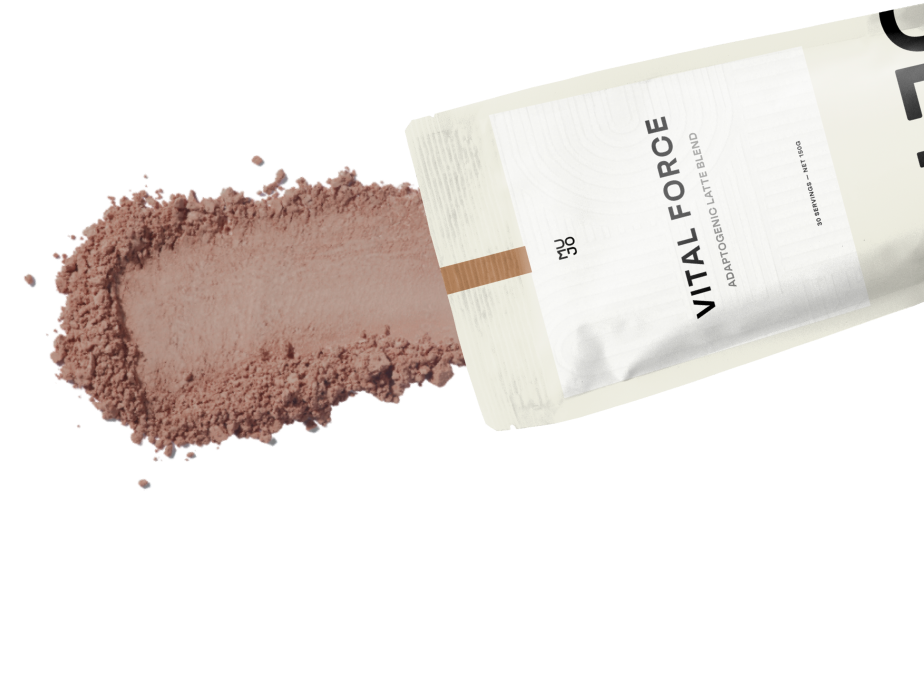 MU
JO
VITAL FORCE
ADAPTOGENIC LATTE BLEND
30 SERVINGS — NET 150G